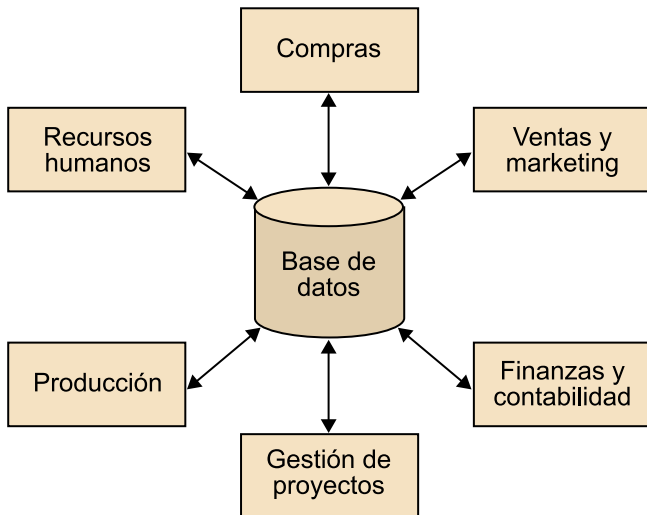 Compras
Recursos
humanos
Ventas y
marketing
Base de
datos
Producción
Finanzas y
contabilidad
Gestión de
proyectos